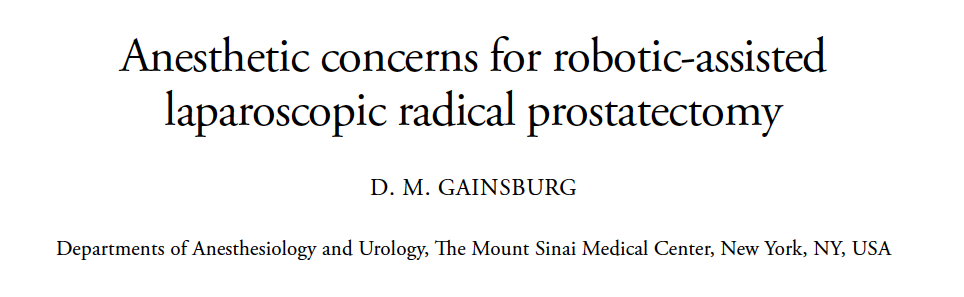 Anesthetic concerns for robotic-assisted
laparoscopic radical prostatectomy
D. M. GAINSBURG
Departments of Anesthesiology and Urology, The Mount Sinai Medical Center, New York, NY, USA